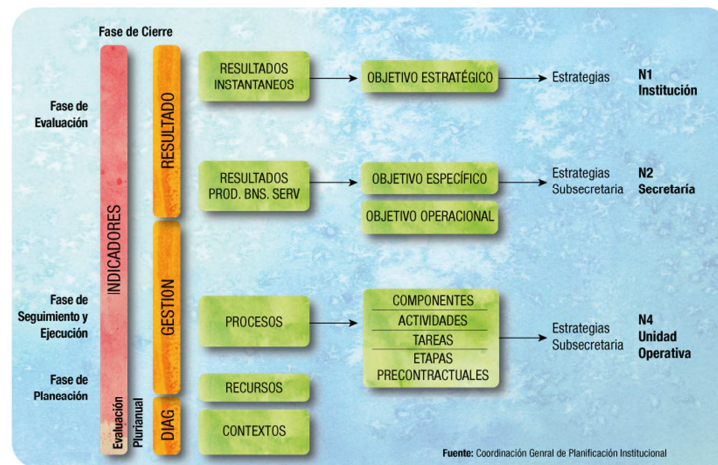 Fase de Cierre
Fase de
Evaluación
Fase de
Seguimiento y
Ejecución
Fase de
Planeación
INDICADORES
Evaluación
Plurianual
RESULTADO
GESTION
DIAG
RESULTADOS
INSTANTANEOS
OBJETIVO ESTRATÉGICO
Estrategias
N1
Institución
RESULTADOS
PROD. BNS. SERV
OBJETIVO ESPECÍFICO
OBJETIVO OPERACIONAL
Estrategias
Subsecretaria
N2
Secretaría
PROCESOS
COMPONENTES
ACTIVIDADES
TAREAS
ETAPAS
PRECONTRACTUALES
Estrategias
Subsecretaria
N4
Unidad
Operativa
RECURSOS
CONTEXTOS
Fuente: Coordinación Genral de Planificación Institucional